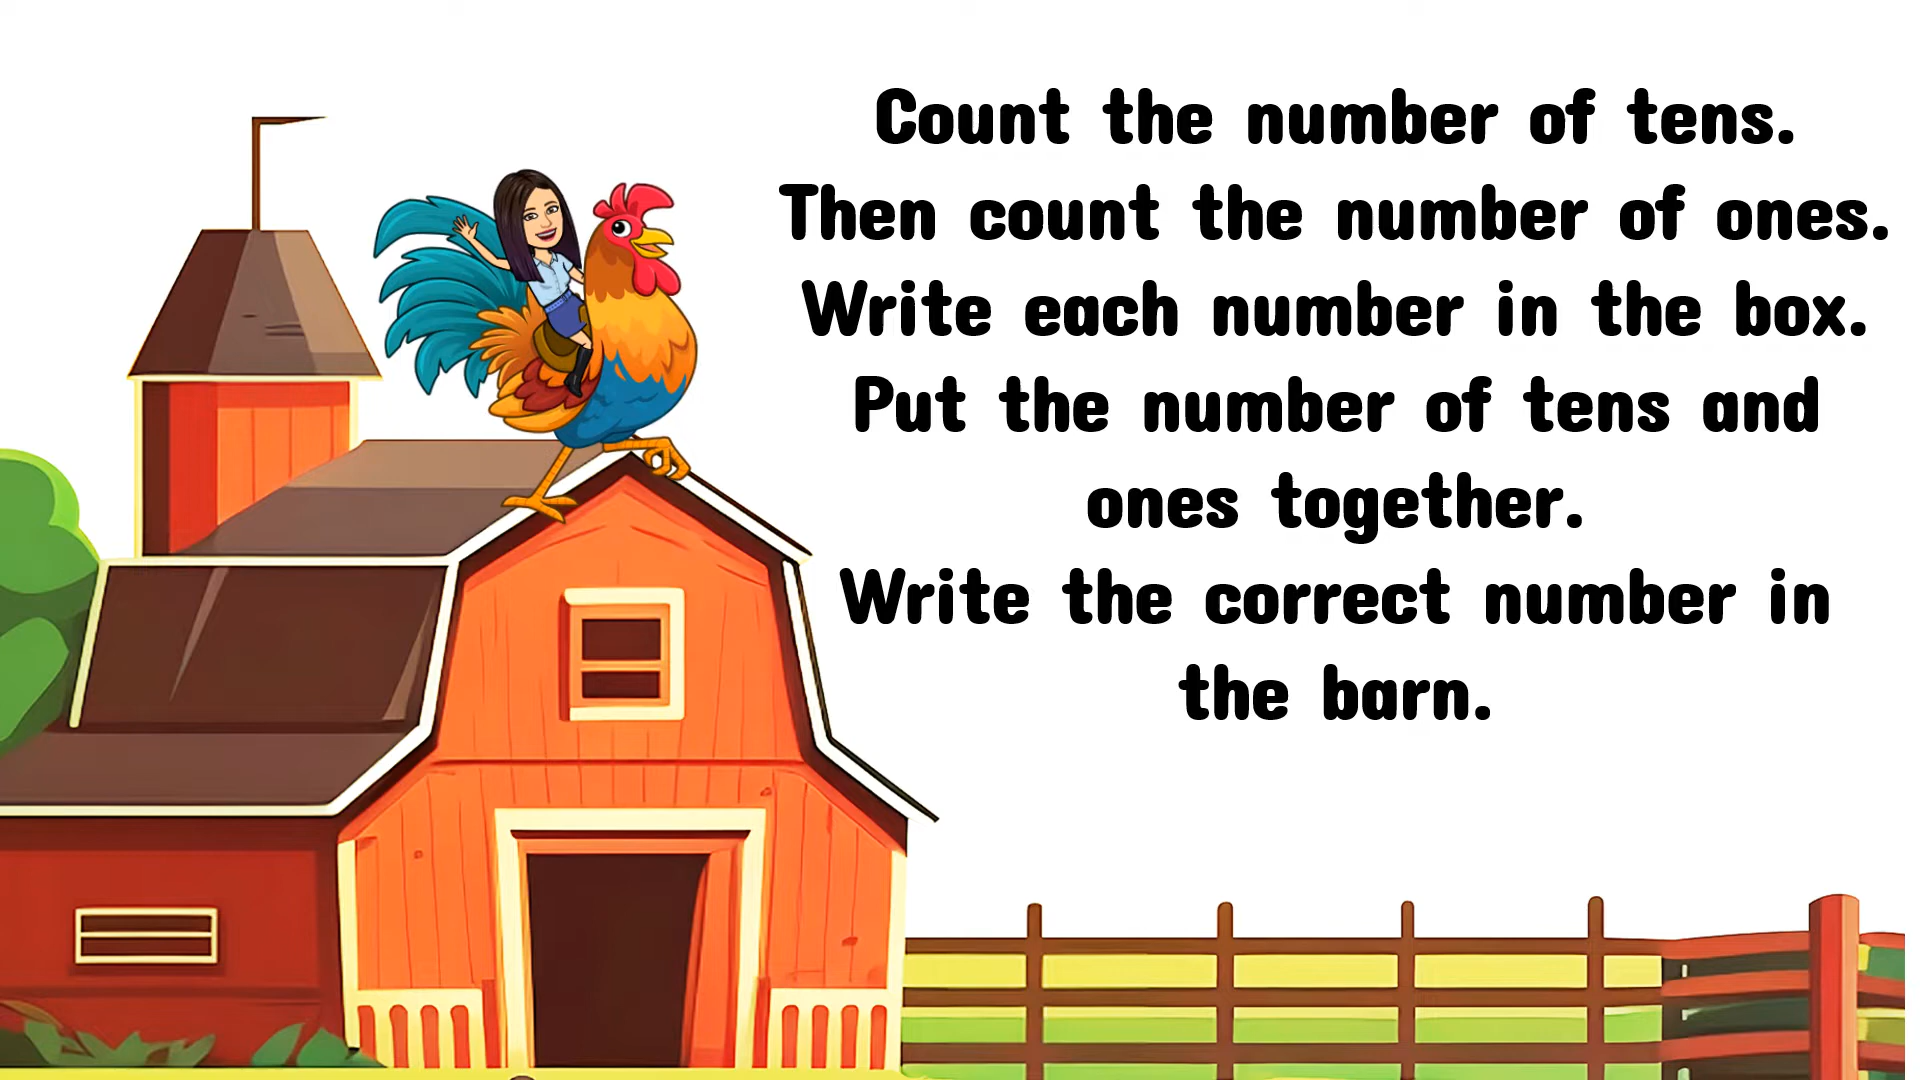 Count the number of tens.
Then count the number of ones.
Write each number in the box.
Put the number of tens and
ones together.
Write the correct number in
the barn.